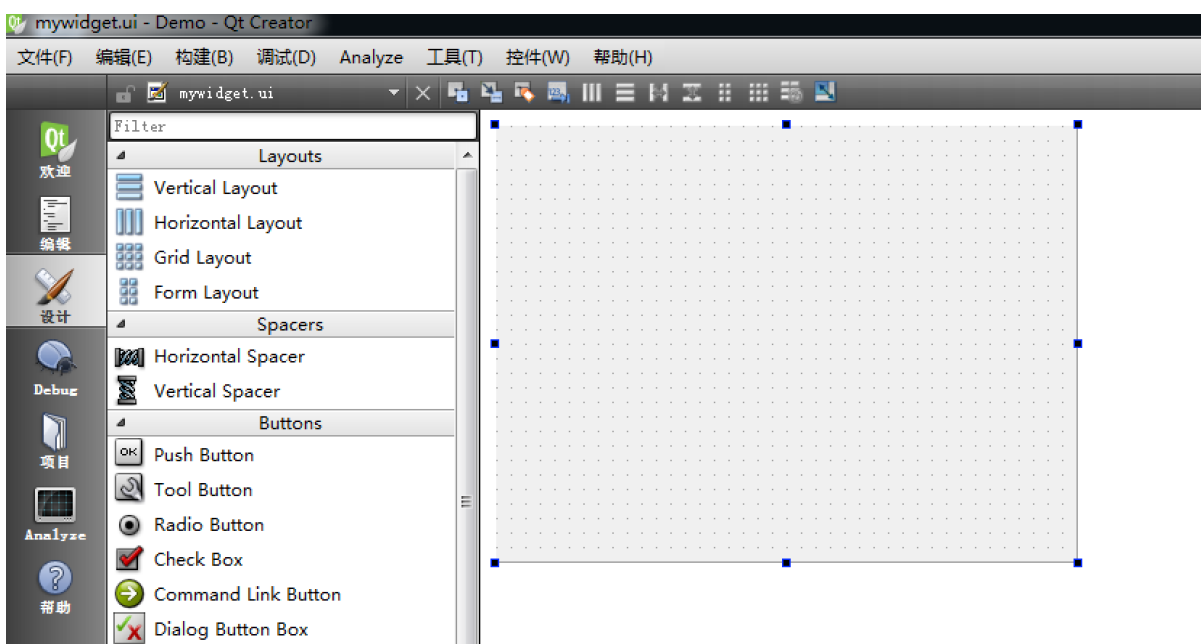 mywidget.ui - Demo - Qt Creator
文件(F) 编辑(E) 构建(B) 调试(D) Analyze 工具(T) 控件(W) 帮助(H)
mywidget.ui
Qt
欢迎
编辑
设计
Debug
项目
Analyze
帮助
Filter
Layouts
Vertical Layout
Horizontal Layout
Grid Layout
Form Layout
Spacers
Horizontal Spacer
Vertical Spacer
Buttons
OK Push Button
Tool Button
Radio Button
Check Box
Command Link Button
Dialog Button Box